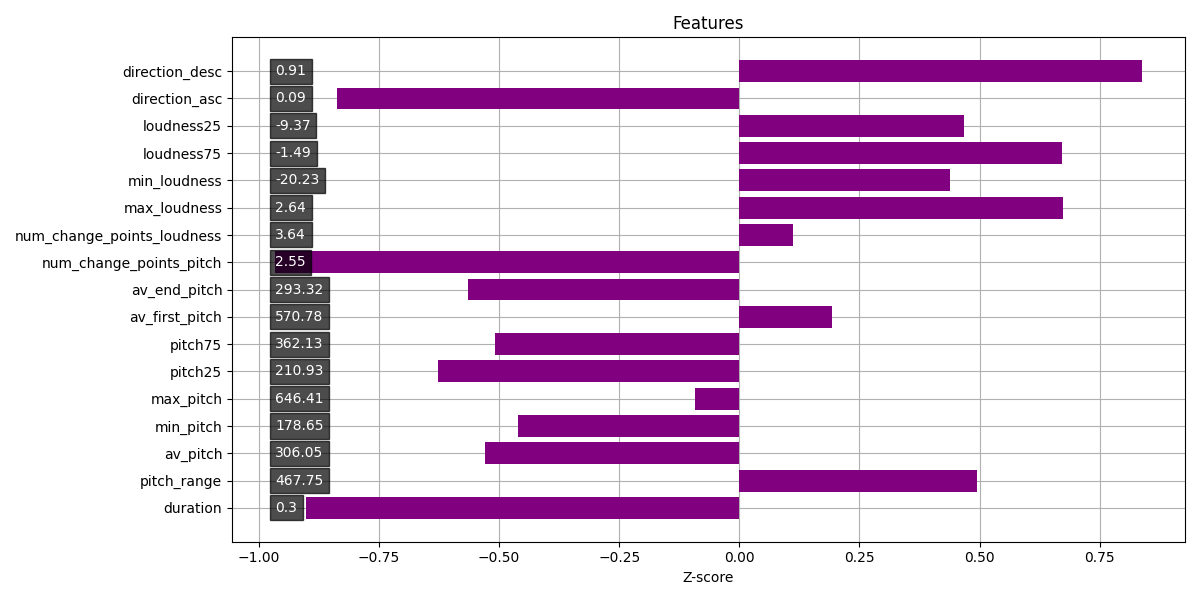 Features
direction_desc 0.91
direction_asc 0.09
loudness25 -9.37
loudness75 -1.49
min_loudness -20.23
max_loudness 2.64
num_change_points_loudness 3.64
num_change_points_pitch 2.55
av_end_pitch 293.32
av_first_pitch 570.78
pitch75 362.13
pitch25 210.93
max_pitch 646.41
min_pitch 178.65
av_pitch 306.05
pitch_range 467.75
duration 0.3
−1.00 −0.75 −0.50 −0.25 0.00 0.25 0.50 0.75
Z-score